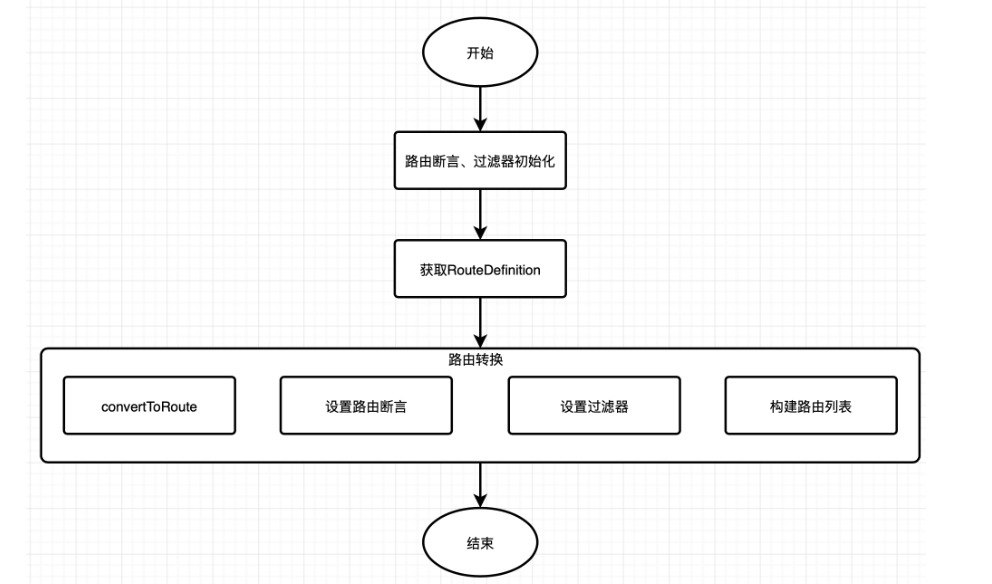 开始
路由断言、过滤器初始化
获取RouteDefinition
路由转换
convertToRoute
设置路由断言
设置过滤器
构建路由列表
结束